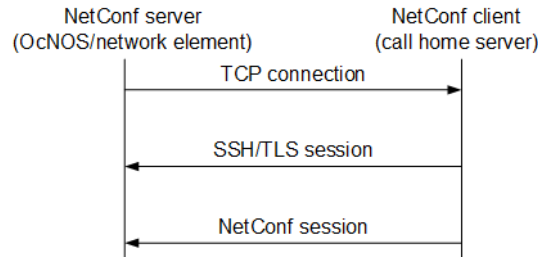 NetConf server
(OcNOS/network element)
NetConf client
(call home server)
TCP connection
SSH/TLS session
NetConf session